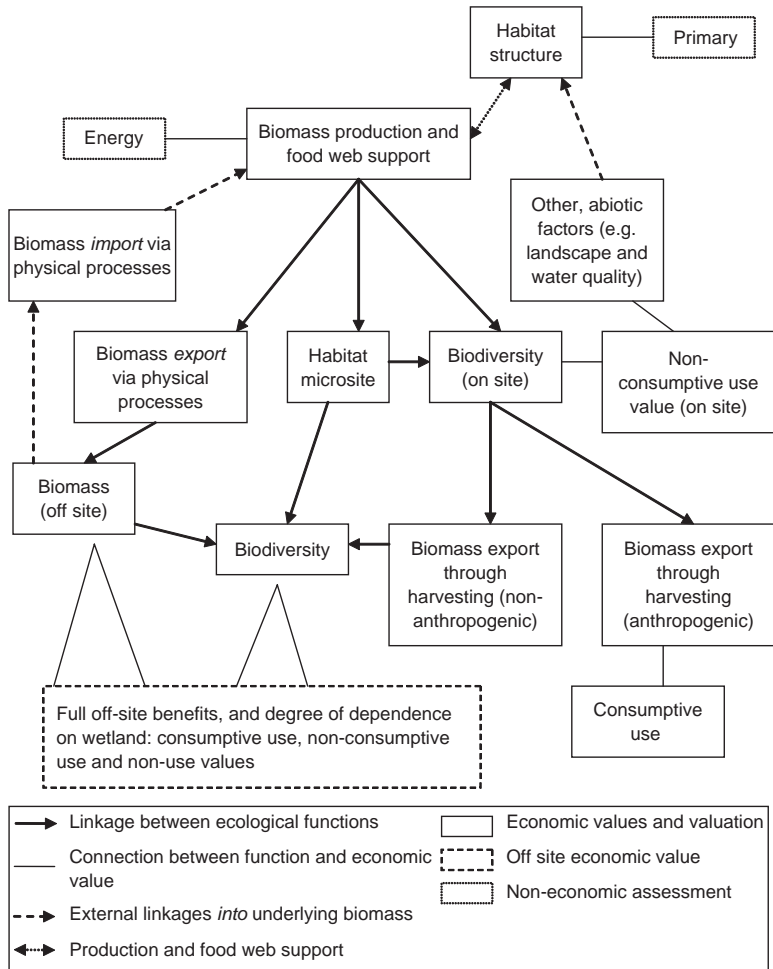 Habitat
structure
Primary
Energy
Biomass production and
food web support
Biomass import via
physical processes
Other, abiotic
factors (e.g.
landscape and
water quality)
Biomass export
via physical
processes
Habitat
microsite
Biodiversity
(on site)
Non-
consumptive use
value (on site)
Biomass
(off site)
Biodiversity
Biomass export
through
harvesting (non-
anthropogenic)
Biomass export
through
harvesting
(anthropogenic)
Full off-site benefits, and degree of dependence
on wetland: consumptive use, non-consumptive
use and non-use values
Consumptive
use
Linkage between ecological functions
Connection between function and economic
value
External linkages into underlying biomass
Production and food web support
Economic values and valuation
Off site economic value
Non-economic assessment